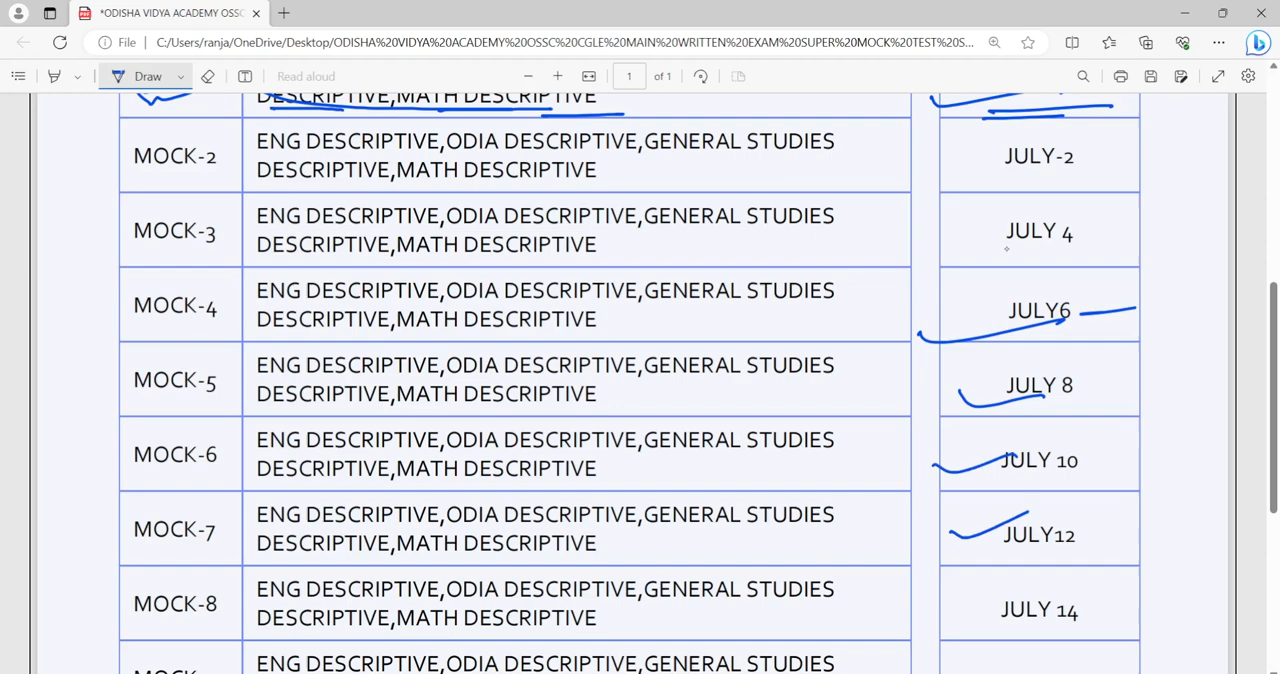 *ODISHA VIDYA ACADEMY OSSC
File
C:/Users/ranja/OneDrive/Desktop/ODISHA%20VIDYA%20ACADEMY%20OSSC%20CGLE%20MAIN%20WRITTEN%20EXAM%20SUPER%20MOCK%20TEST%20S...
Draw
Read aloud
1 of 1
DESCRIPTIVE,MATH DESCRIPTIVE
MOCK-2
ENG DESCRIPTIVE,ODIA DESCRIPTIVE,GENERAL STUDIES
DESCRIPTIVE,MATH DESCRIPTIVE
JULY-2
MOCK-3
ENG DESCRIPTIVE,ODIA DESCRIPTIVE,GENERAL STUDIES
DESCRIPTIVE,MATH DESCRIPTIVE
JULY 4
MOCK-4
ENG DESCRIPTIVE,ODIA DESCRIPTIVE,GENERAL STUDIES
DESCRIPTIVE,MATH DESCRIPTIVE
JULY6
MOCK-5
ENG DESCRIPTIVE,ODIA DESCRIPTIVE,GENERAL STUDIES
DESCRIPTIVE,MATH DESCRIPTIVE
JULY 8
MOCK-6
ENG DESCRIPTIVE,ODIA DESCRIPTIVE,GENERAL STUDIES
DESCRIPTIVE,MATH DESCRIPTIVE
JULY 10
MOCK-7
ENG DESCRIPTIVE,ODIA DESCRIPTIVE,GENERAL STUDIES
DESCRIPTIVE,MATH DESCRIPTIVE
JULY12
MOCK-8
ENG DESCRIPTIVE,ODIA DESCRIPTIVE,GENERAL STUDIES
DESCRIPTIVE,MATH DESCRIPTIVE
JULY 14
ENG DESCRIPTIVE,ODIA DESCRIPTIVE,GENERAL STUDIES